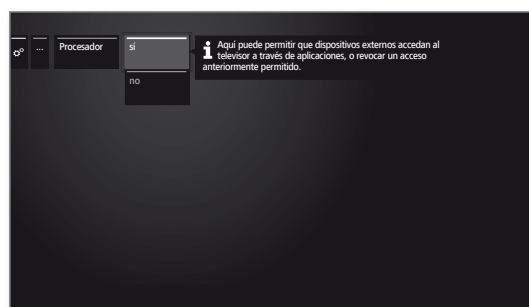 ... Procesador sí
Aquí puede permitir que dispositivos externos accedan al
televisor a través de aplicaciones, o revocar un acceso
anteriormente permitido.
no